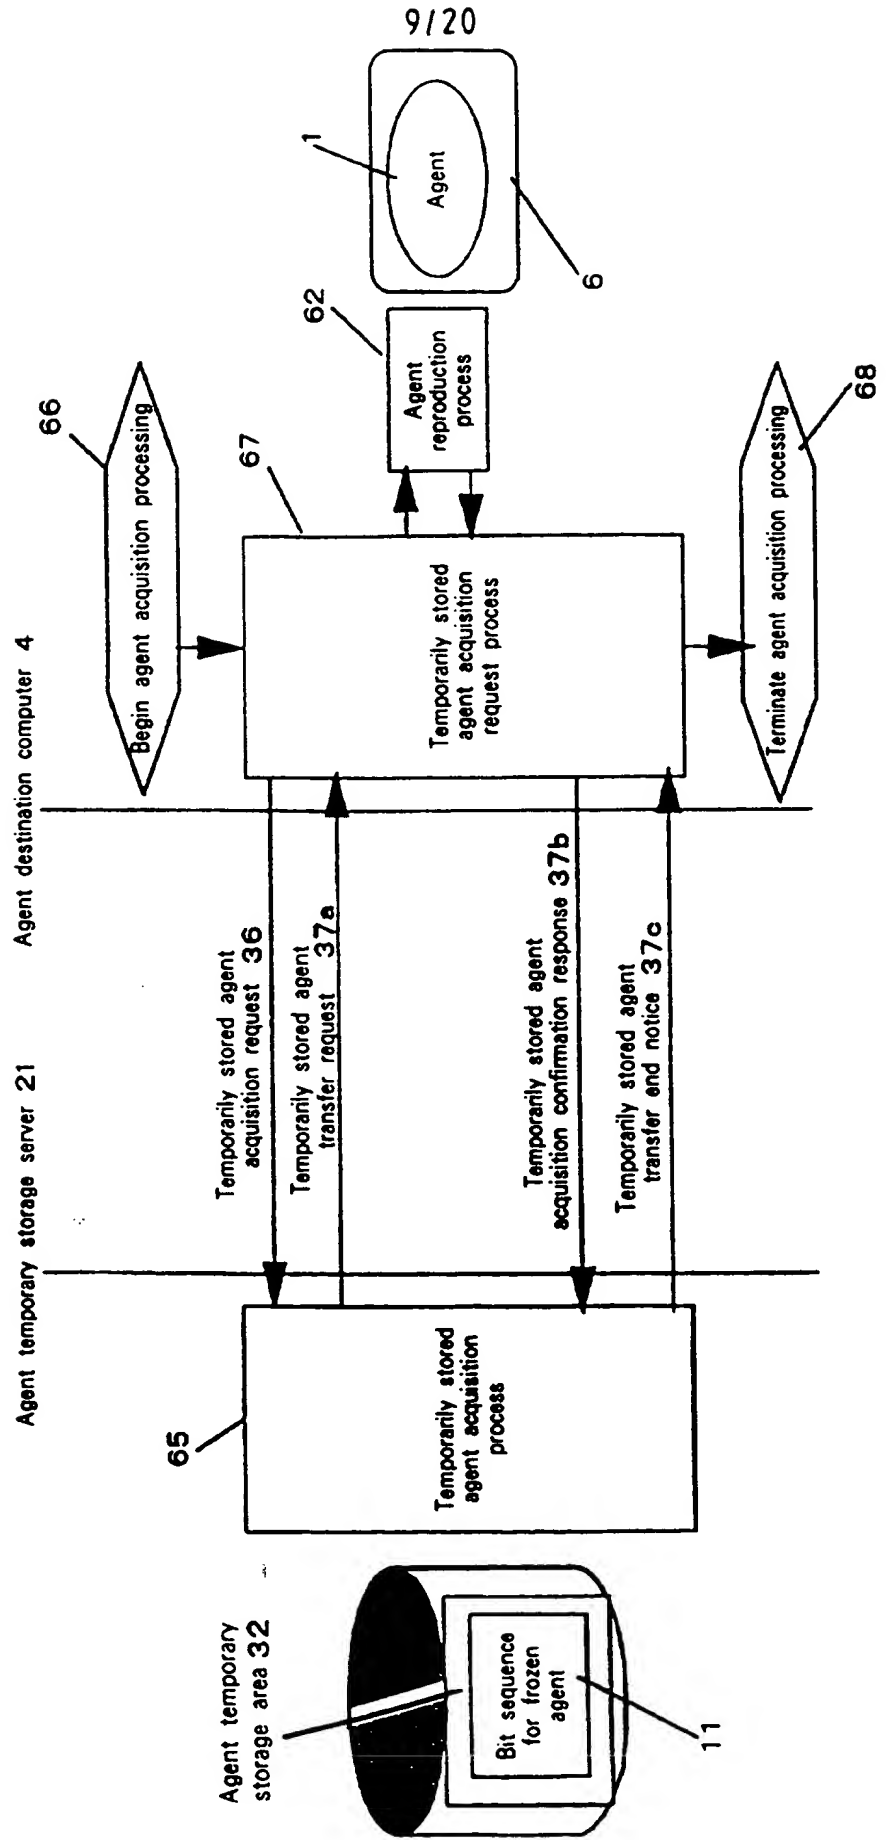 9/20
Agent temporary storage server 21
Agent destination computer 4
Agent temporary
storage area 32
Bit sequence
for frozen
agent
11
65
Temporarily stored
agent acquisition
process
Temporarily stored agent
acquisition request 36
Temporarily stored agent
transfer request 37a
Temporarily stored agent
acquisition confirmation response 37b
Temporarily stored agent
transfer end notice 37c
66
Begin agent acquisition processing
67
Temporarily stored
agent acquisition
request process
62
Agent
reproduction
process
1
Agent
6
Terminate agent acquisition processing
68